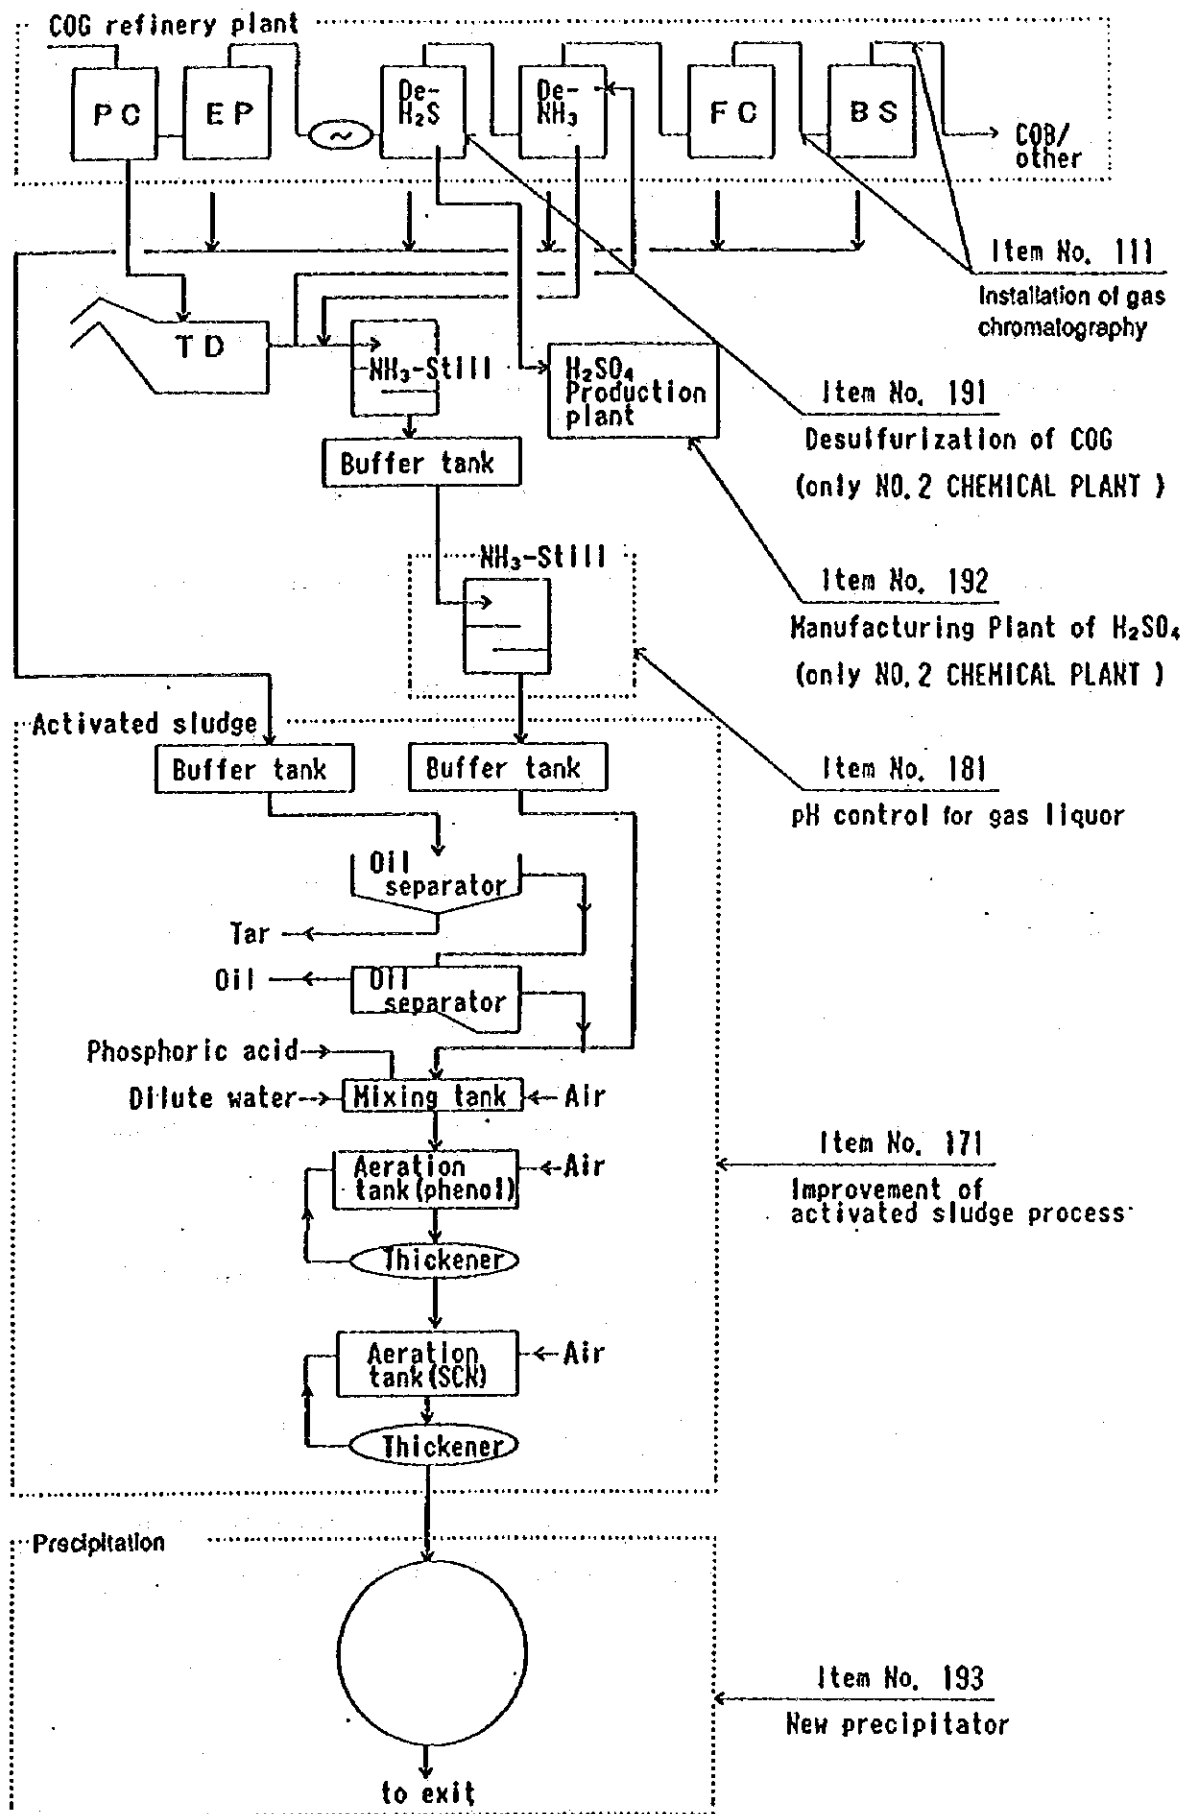 COG refinery plant
PC
EP
~
De-
H₂S
De-
NH₃
FC
BS
COB/
other
Item No. 111
Installation of gas
chromatography
TD
NH₃-Still
H₂SO₄
Production
plant
Item No. 191
Desulfurization of COG
(only NO.2 CHEMICAL PLANT )
Buffer tank
NH₃-Still
Item No. 192
Manufacturing Plant of H₂SO₄
(only NO.2 CHEMICAL PLANT )
Activated sludge
Buffer tank
Buffer tank
Item No. 181
pH control for gas liquor
Oil
separator
Tar
Oil
Oil
separator
Phosphoric acid
Dilute water
Mixing tank
Air
Aeration
tank(phenol)
Air
Item No. 171
Improvement of
activated sludge process
Thickener
Aeration
tank(SCN)
Air
Thickener
Precipitation
Item No. 193
New precipitator
to exit